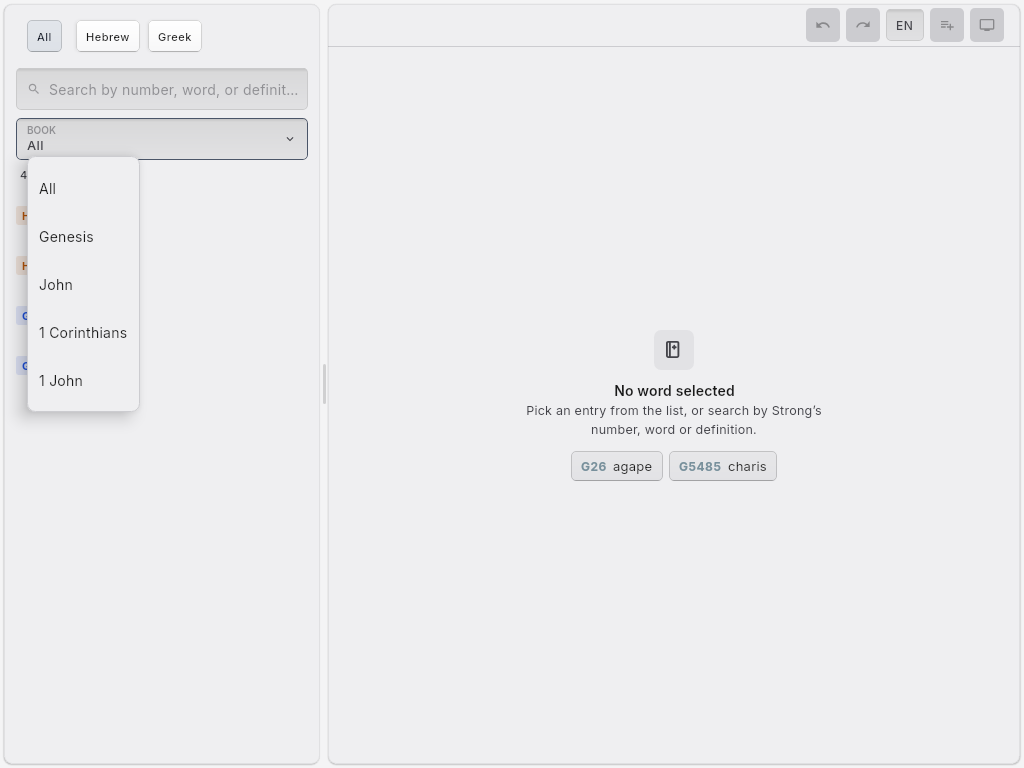 All
Hebrew
Greek
EN
Search by number, word, or definit...
BOOK
All
4
All
Genesis
John
1 Corinthians
1 John
No word selected
Pick an entry from the list, or search by Strong's
number, word or definition.
G26 agape
G5485 charis